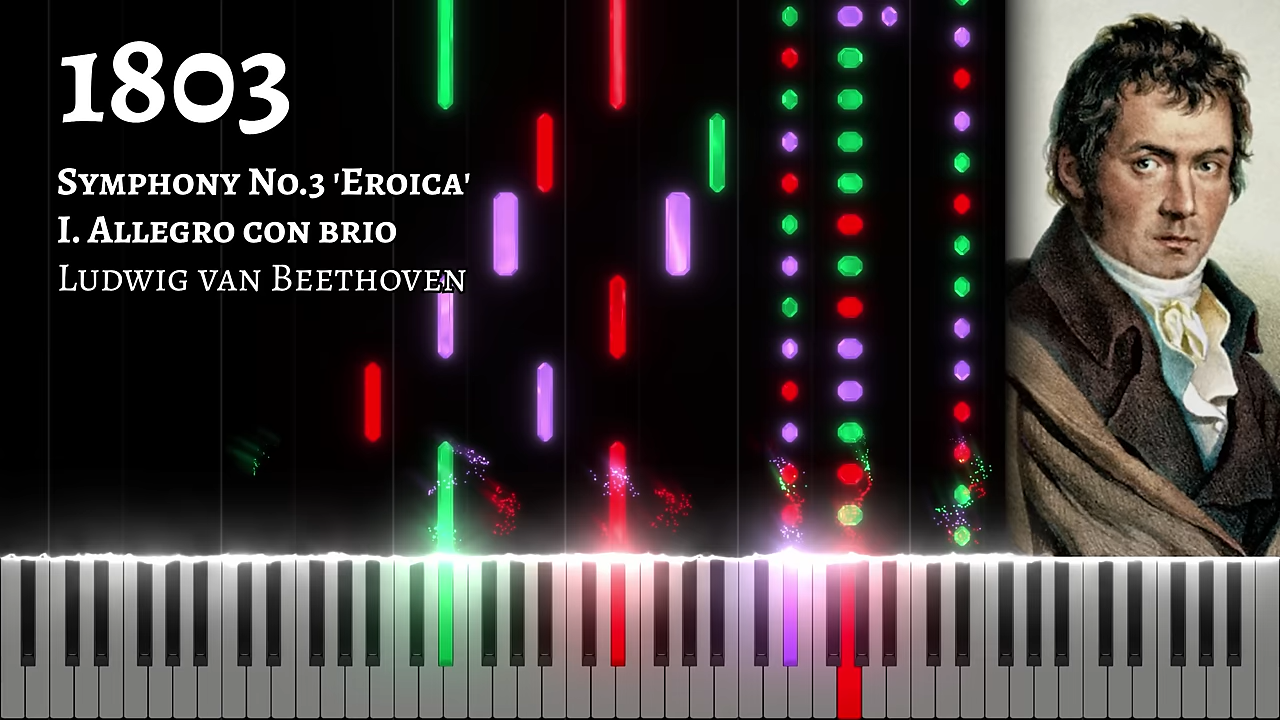 1803
Symphony No.3 'Eroica'
I. Allegro con brio
Ludwig van Beethoven